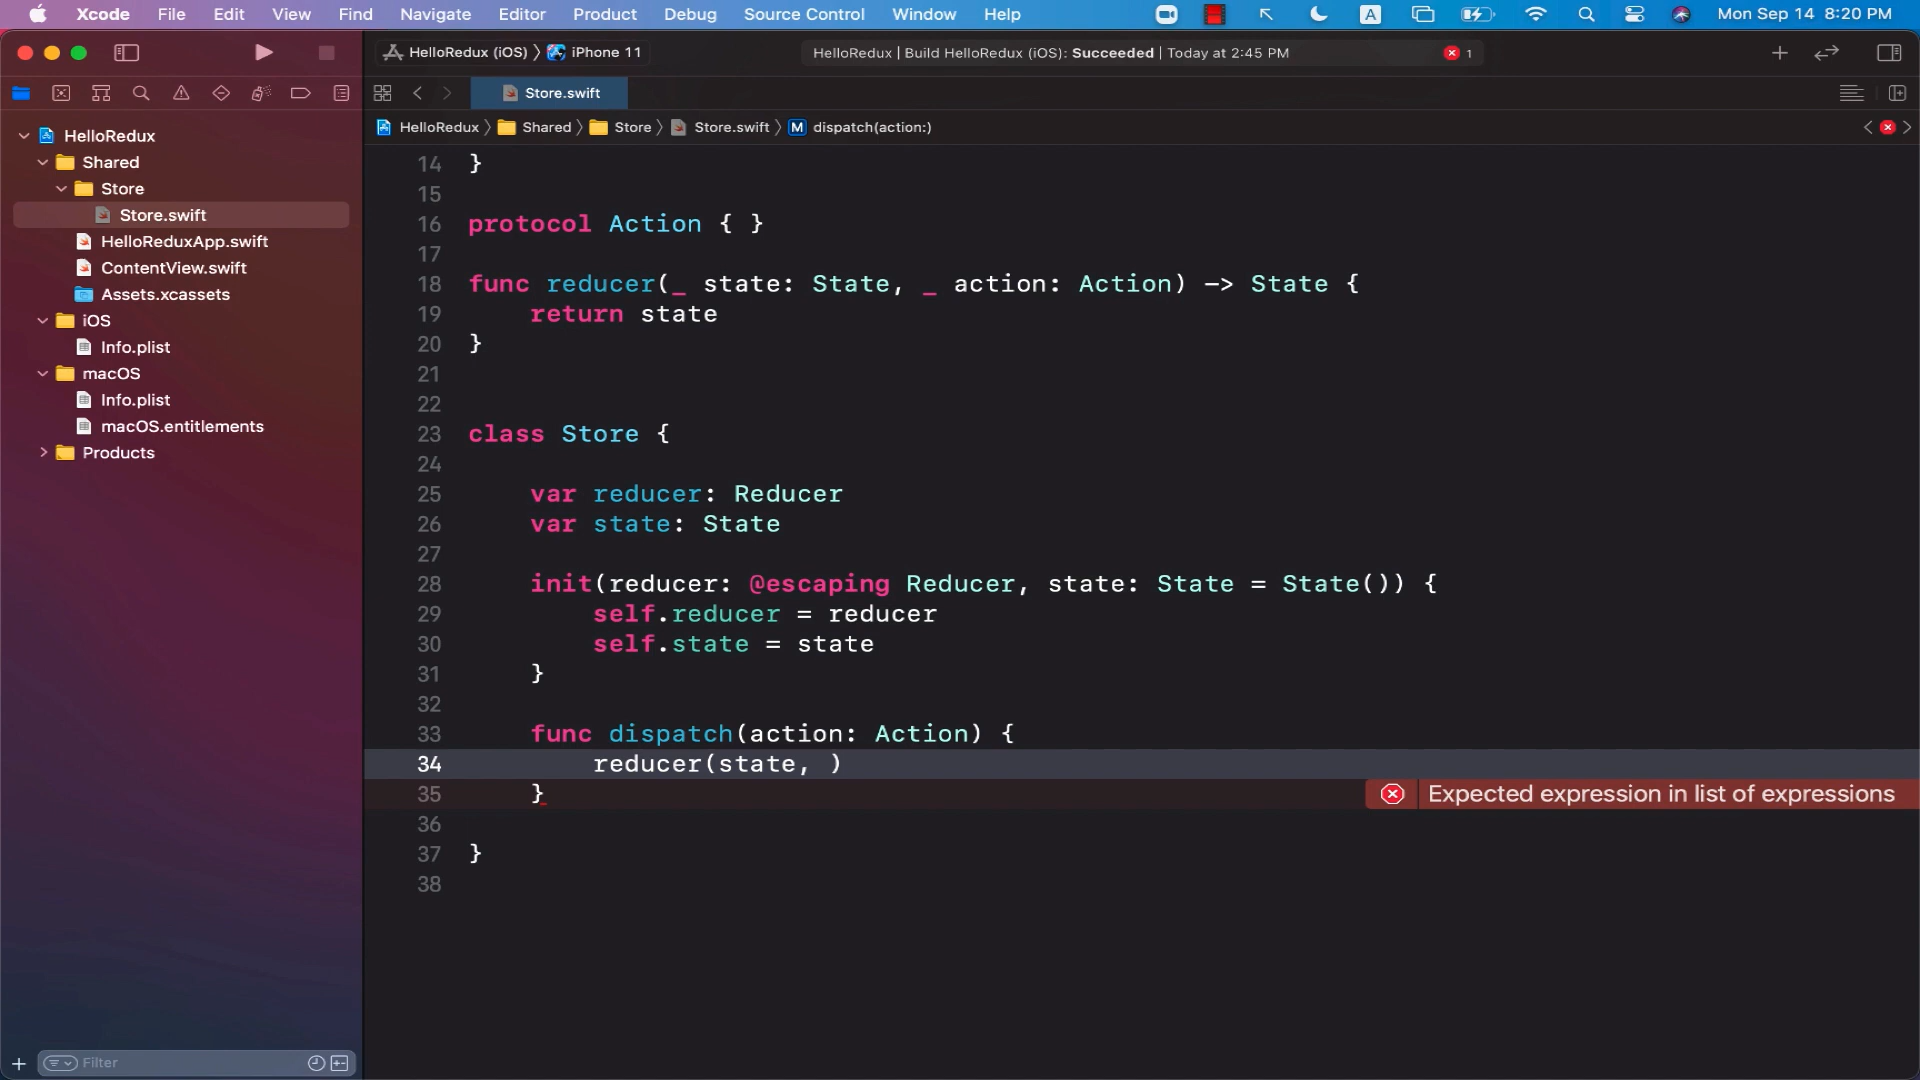 Xcode File Edit View Find Navigate Editor Product Debug Source Control Window Help A Mon Sep 14 8:20 PM
HelloRedux (iOS) iPhone 11 HelloRedux | Build HelloRedux (iOS): Succeeded | Today at 2:45 PM 1
Store.swift
HelloRedux Shared Store Store.swift M dispatch(action:)
HelloRedux
Shared
Store
Store.swift
HelloReduxApp.swift
ContentView.swift
Assets.xcassets
iOS
Info.plist
macOS
Info.plist
macOS.entitlements
Products
Filter
14 }
15
16 protocol Action { }
17
18 func reducer(_ state: State, _ action: Action) -> State {
19 return state
20 }
21
22
23 class Store {
24
25 var reducer: Reducer
26 var state: State
27
28 init(reducer: @escaping Reducer, state: State = State()) {
29 self.reducer = reducer
30 self.state = state
31 }
32
33 func dispatch(action: Action) {
34 reducer(state, )
35 } Expected expression in list of expressions
36
37 }
38